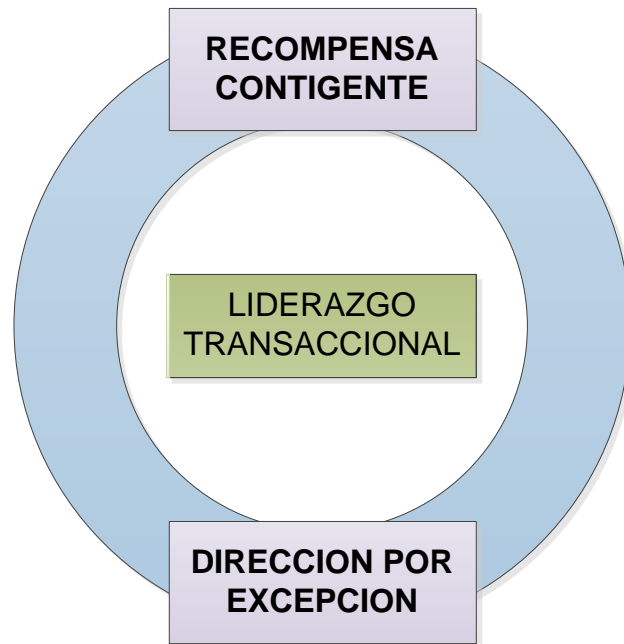 RECOMPENSA
CONTIGENTE
LIDERAZGO
TRANSACCIONAL
DIRECCION POR
EXCEPCION